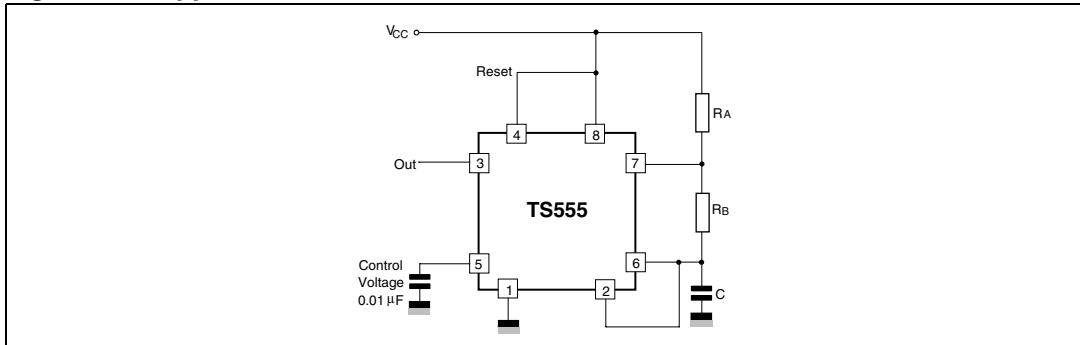 VCC
Reset
RA
4
8
Out
3
7
TS555
RB
5
6
Control
Voltage
0.01 µF
1
2
C